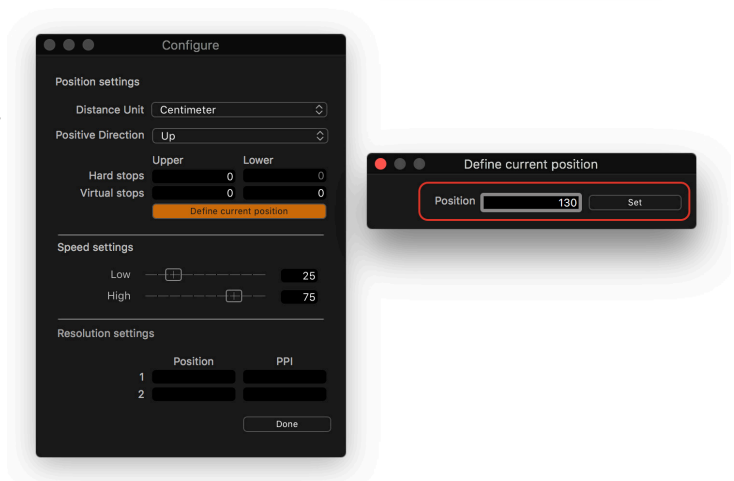 Configure
Position settings
Distance Unit Centimeter
Positive Direction Up
Upper Lower
Hard stops 0 0
Virtual stops 0 0
Define current position
Speed settings
Low 25
High 75
Resolution settings
Position PPI
1
2
Done
Define current position
Position 130 Set